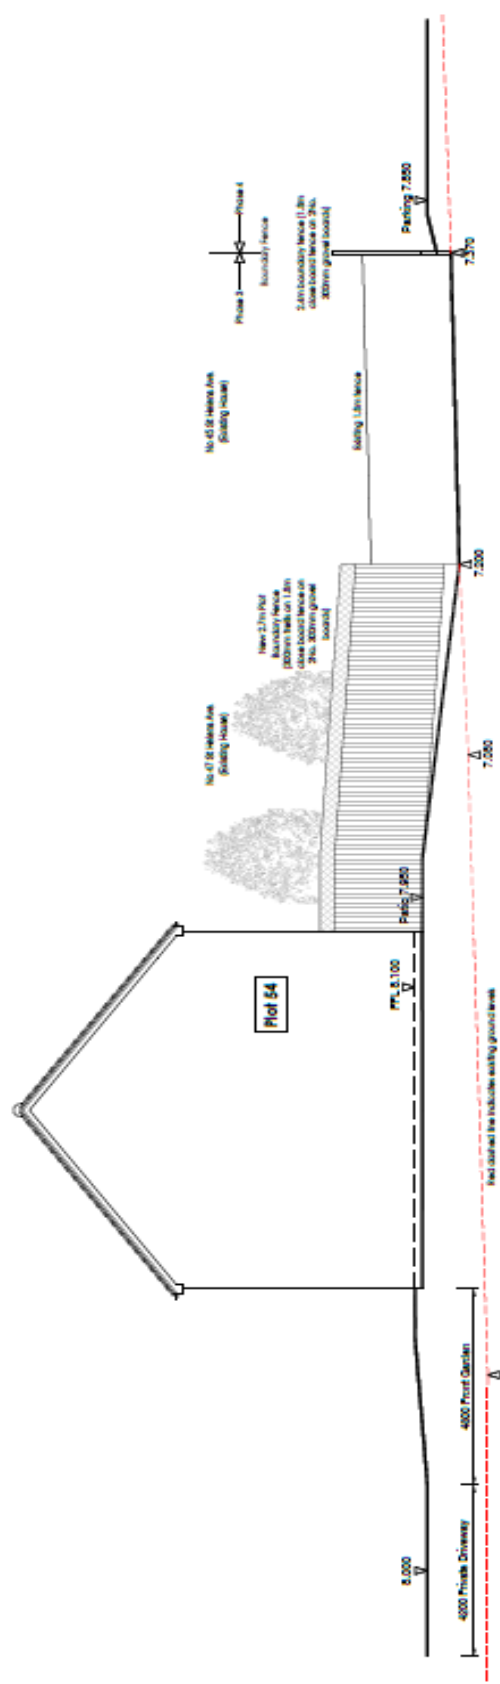 Phase 3
Phase 4
Boundary Fence
No 47 St Helens Ave.
(Existing House)
No 45 St Helens Ave.
(Existing House)
New 2.7m Plot
Boundary Fence
(300mm trellis on 1.8m
close board fence on
2No. 300mm gravel
boards)
2.4m boundary fence (1.8m
close board fence on 2No.
300mm gravel boards)
Existing 1.8m fence
Plot 54
FFL 8.100
Patio 7.950
Parking 7.550
8.000
7.370
7.200
7.050
4200 Private Driveway
4800 Front Garden
Red dashed line indicates existing ground levels